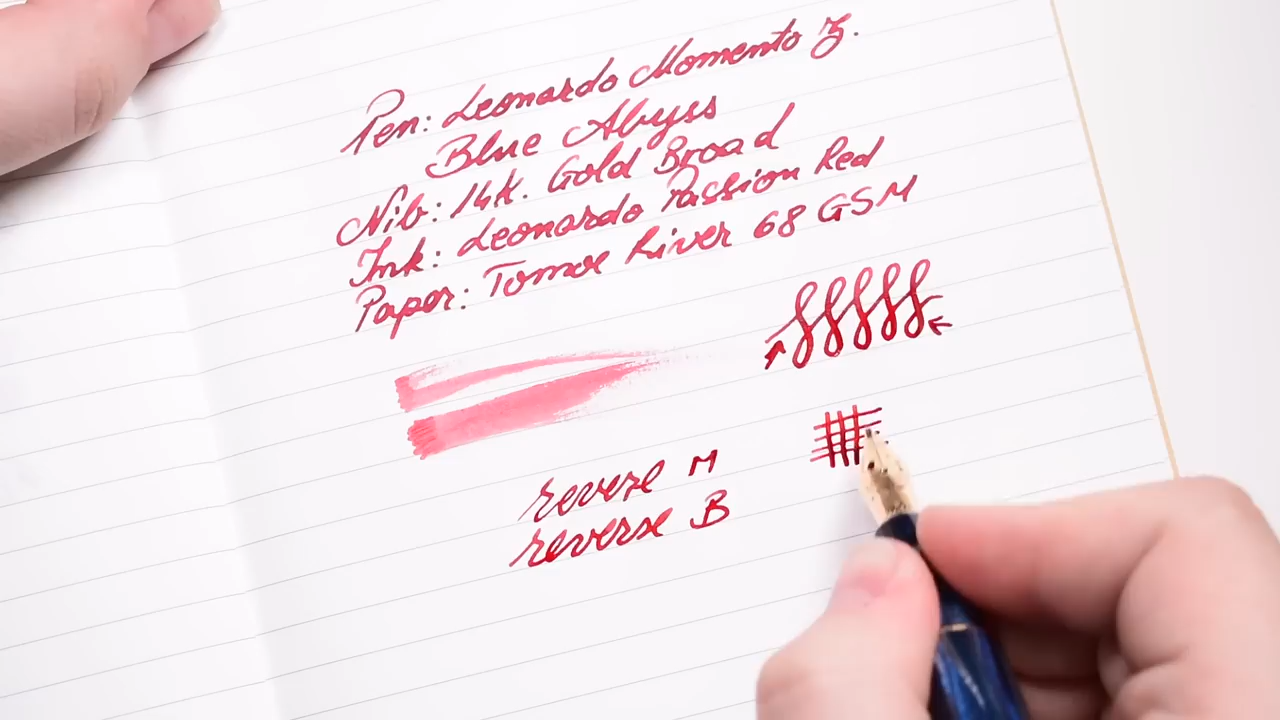 Pen: Leonardo Momento Z.
Blue Abyss
Nib: 14k. Gold Broad
Ink: Leonardo Passion Red
Paper: Tomoe River 68 GSM
revere M
reverse B